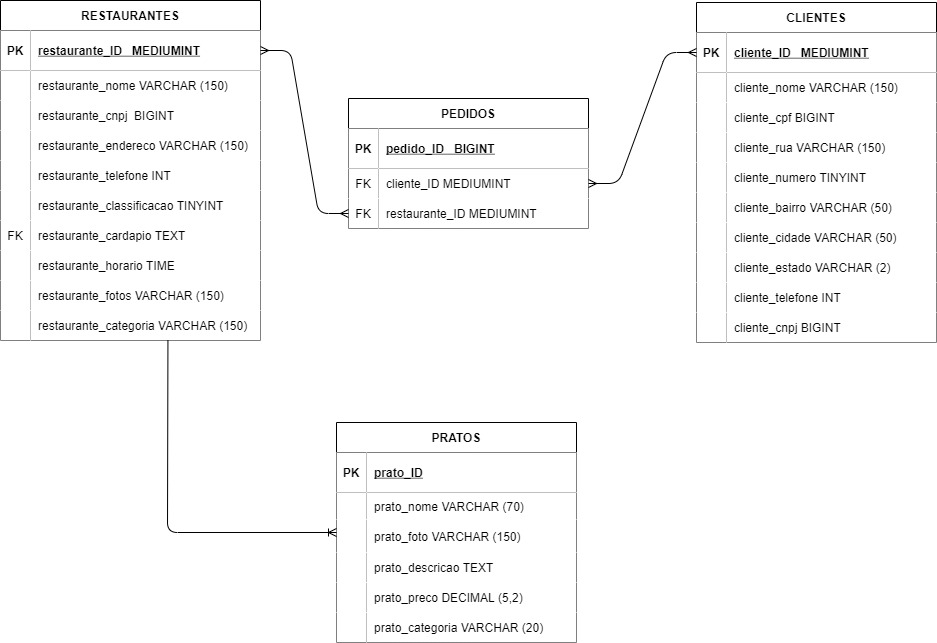 RESTAURANTES
PK restaurante_ID MEDIUMINT
restaurante_nome VARCHAR (150)
restaurante_cnpj BIGINT
restaurante_endereco VARCHAR (150)
restaurante_telefone INT
restaurante_classificacao TINYINT
FK restaurante_cardapio TEXT
restaurante_horario TIME
restaurante_fotos VARCHAR (150)
restaurante_categoria VARCHAR (150)
PEDIDOS
PK pedido_ID BIGINT
FK cliente_ID MEDIUMINT
FK restaurante_ID MEDIUMINT
CLIENTES
PK cliente_ID MEDIUMINT
cliente_nome VARCHAR (150)
cliente_cpf BIGINT
cliente_rua VARCHAR (150)
cliente_numero TINYINT
cliente_bairro VARCHAR (50)
cliente_cidade VARCHAR (50)
cliente_estado VARCHAR (2)
cliente_telefone INT
cliente_cnpj BIGINT
PRATOS
PK prato_ID
prato_nome VARCHAR (70)
prato_foto VARCHAR (150)
prato_descricao TEXT
prato_preco DECIMAL (5,2)
prato_categoria VARCHAR (20)